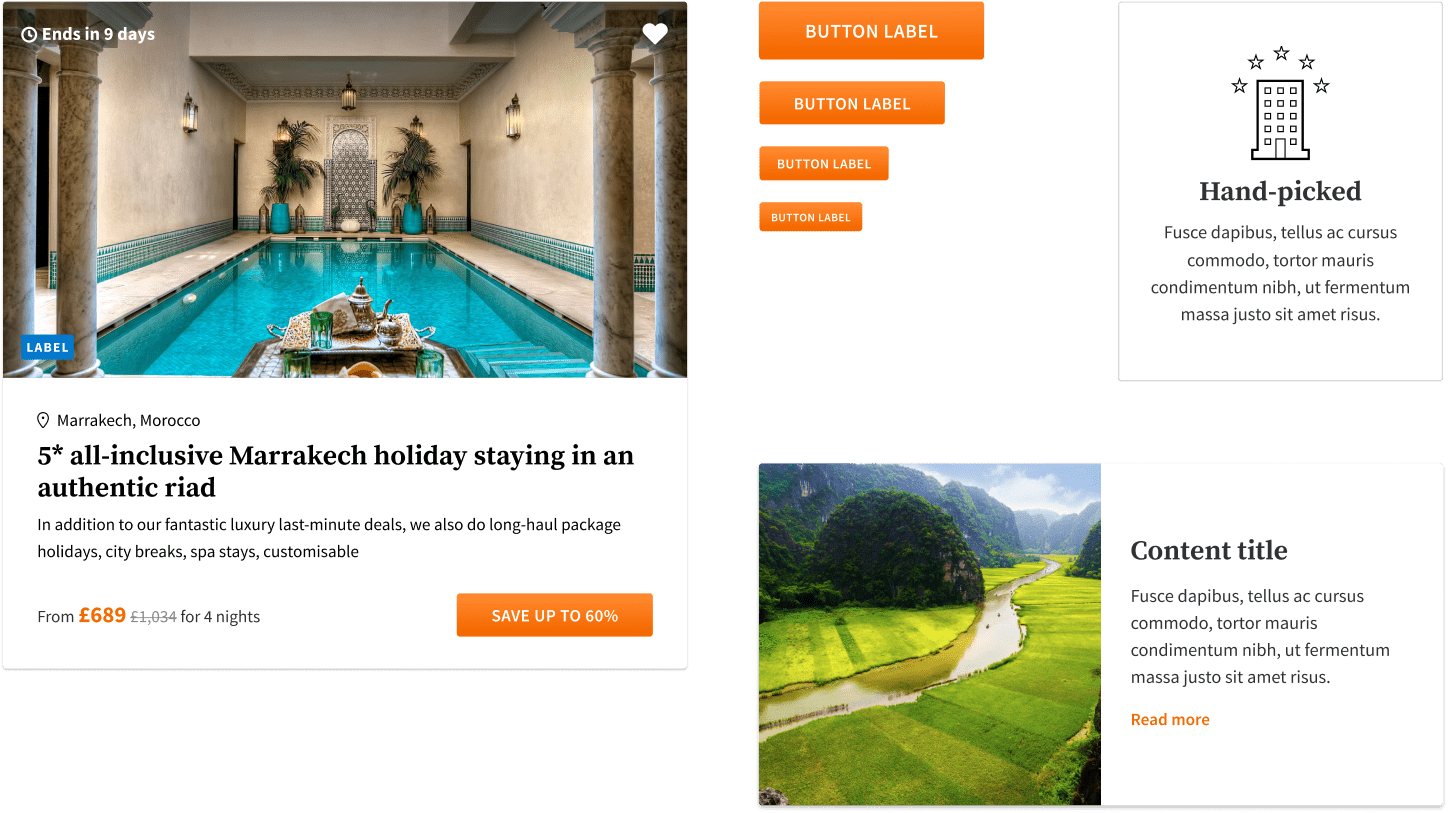 Ends in 9 days
LABEL
Marrakech, Morocco
5* all-inclusive Marrakech holiday staying in an
authentic riad
In addition to our fantastic luxury last-minute deals, we also do long-haul package
holidays, city breaks, spa stays, customisable
From £689 £1,034 for 4 nights
SAVE UP TO 60%
BUTTON LABEL
BUTTON LABEL
BUTTON LABEL
BUTTON LABEL
Hand-picked
Fusce dapibus, tellus ac cursus
commodo, tortor mauris
condimentum nibh, ut fermentum
massa justo sit amet risus.
Content title
Fusce dapibus, tellus ac cursus
commodo, tortor mauris
condimentum nibh, ut fermentum
massa justo sit amet risus.
Read more